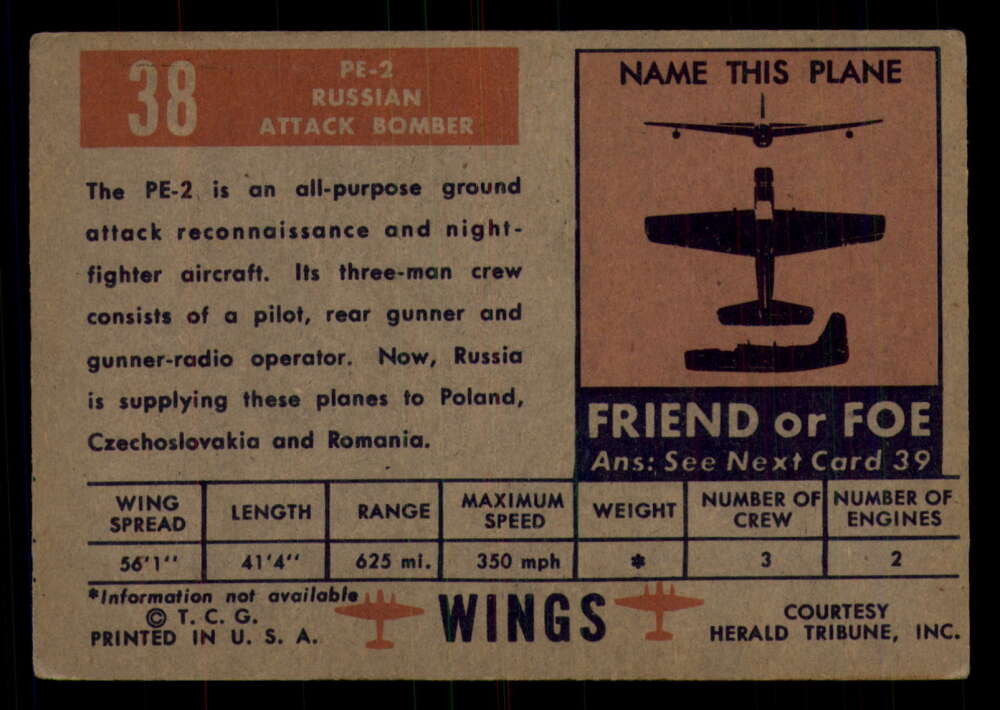 38
PE-2
RUSSIAN
ATTACK BOMBER
The PE-2 is an all-purpose ground
attack reconnaissance and night-
fighter aircraft. Its three-man crew
consists of a pilot, rear gunner and
gunner-radio operator. Now, Russia
is supplying these planes to Poland,
Czechoslovakia and Romania.
NAME THIS PLANE
FRIEND or FOE
Ans: See Next Card 39
WING SPREAD LENGTH RANGE MAXIMUM SPEED WEIGHT NUMBER OF CREW NUMBER OF ENGINES
56'1'' 41'4'' 625 mi. 350 mph * 3 2
*Information not available
© T. C. G.
PRINTED IN U. S. A.
WINGS
COURTESY
HERALD TRIBUNE, INC.